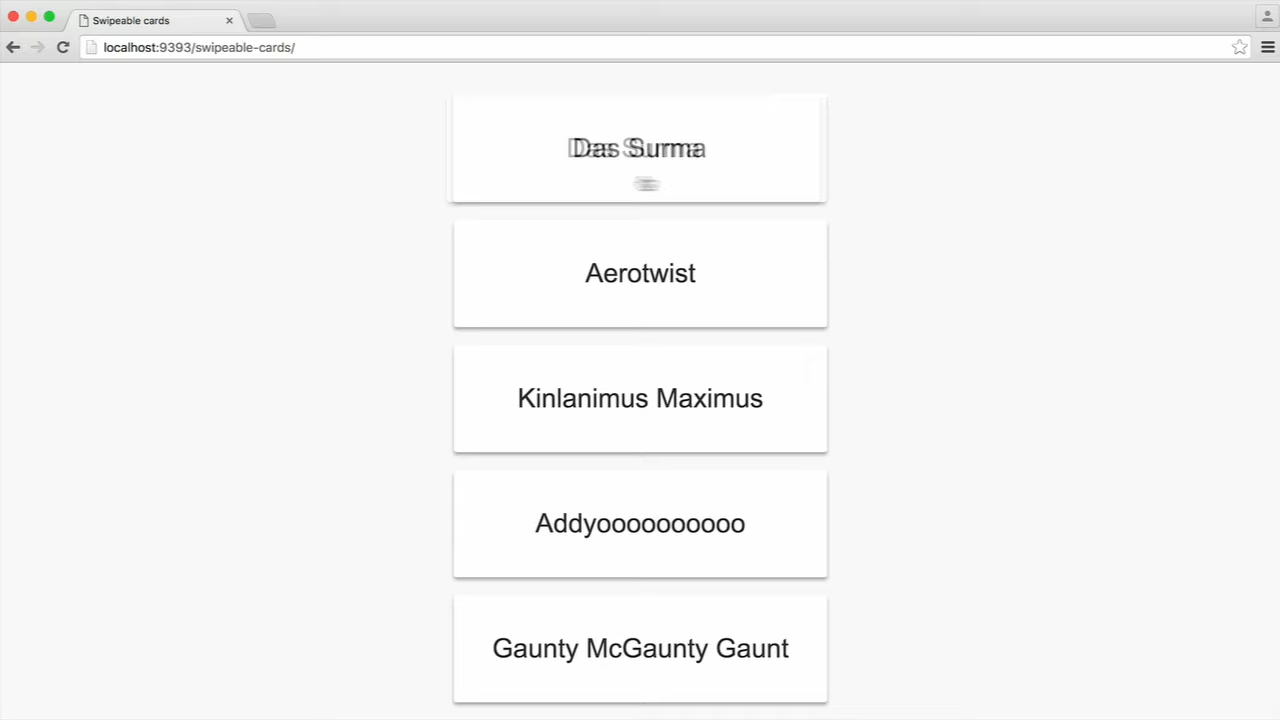 Swipeable cards
localhost:9393/swipeable-cards/
Das Surma
Aerotwist
Kinlanimus Maximus
Addyoooooooooo
Gaunty McGaunty Gaunt